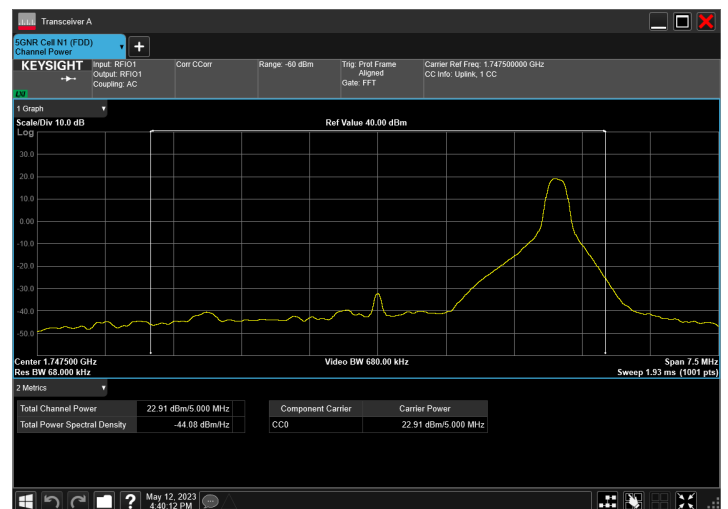 Transceiver A
5GNR Cell N1 (FDD)
Channel Power
KEYSIGHT
LXI
Input: RFIO1
Output: RFIO1
Coupling: AC
Corr CCorr
Range: -60 dBm
Trig: Prot Frame
Aligned
Gate: FFT
Carrier Ref Freq: 1.747500000 GHz
CC Info: Uplink, 1 CC
1 Graph
Scale/Div 10.0 dB
Ref Value 40.00 dBm
Log
30.0
20.0
10.0
0.00
-10.0
-20.0
-30.0
-40.0
-50.0
Center 1.747500 GHz
Video BW 680.00 kHz
Span 7.5 MHz
Res BW 68.000 kHz
Sweep 1.93 ms (1001 pts)
2 Metrics
Total Channel Power 22.91 dBm/5.000 MHz
Total Power Spectral Density -44.08 dBm/Hz
Component Carrier Carrier Power
CC0 22.91 dBm/5.000 MHz
?
May 12, 2023
4:40:12 PM